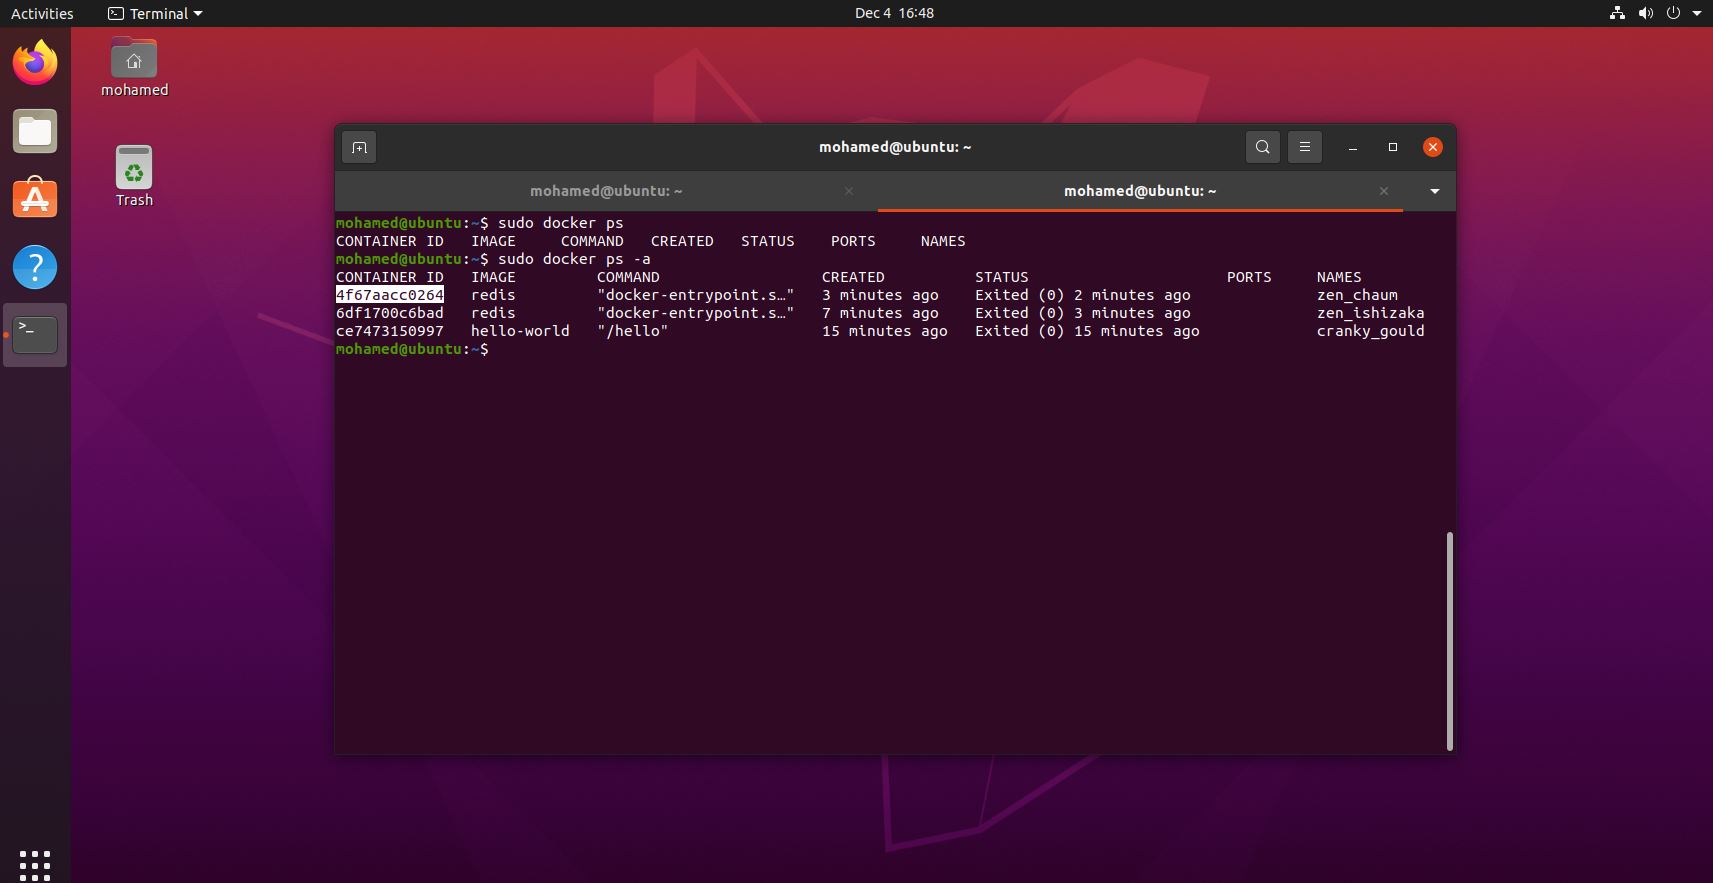 Activities Terminal Dec 4 16:48
mohamed
Trash
mohamed@ubuntu: ~
mohamed@ubuntu: ~ mohamed@ubuntu: ~
mohamed@ubuntu:~$ sudo docker ps
CONTAINER ID IMAGE COMMAND CREATED STATUS PORTS NAMES
mohamed@ubuntu:~$ sudo docker ps -a
CONTAINER ID IMAGE COMMAND CREATED STATUS PORTS NAMES
4f67aacc0264 redis "docker-entrypoint.s…" 3 minutes ago Exited (0) 2 minutes ago zen_chaum
6df1700c6bad redis "docker-entrypoint.s…" 7 minutes ago Exited (0) 3 minutes ago zen_ishizaka
ce7473150997 hello-world "/hello" 15 minutes ago Exited (0) 15 minutes ago cranky_gould
mohamed@ubuntu:~$